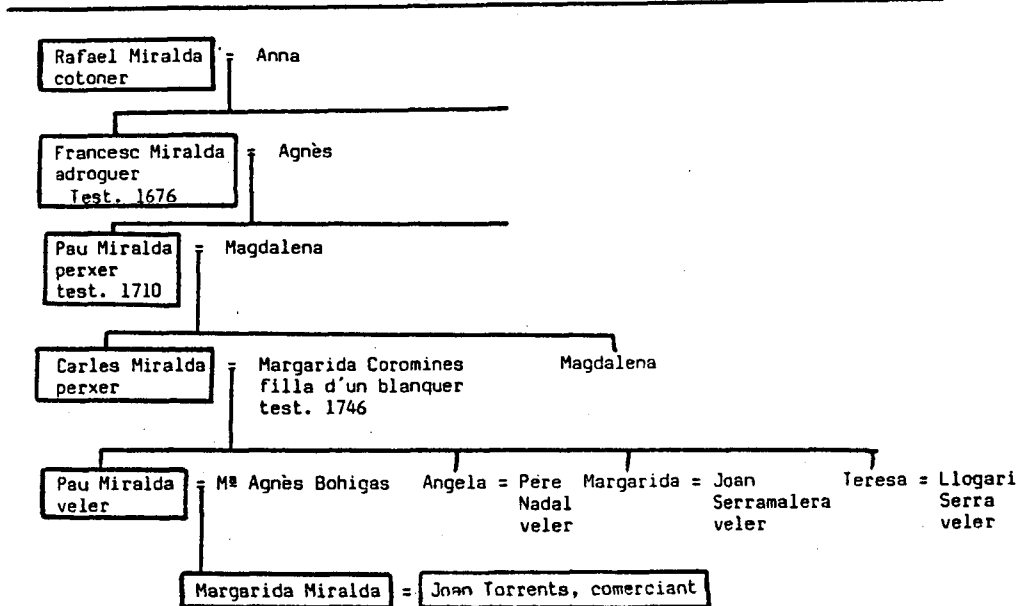 Rafael Miralda = Anna
cotoner
Francesc Miralda = Agnès
adroguer
Test. 1676
Pau Miralda = Magdalena
perxer
test. 1710
Carles Miralda = Margarida Coromines Magdalena
perxer filla d'un blanquer
test. 1746
Pau Miralda = Mª Agnès Bohigas Angela = Pere Margarida = Joan Teresa = Llogari
veler Nadal Serramalera Serra
veler veler veler
Margarida Miralda = Joan Torrents, comerciant